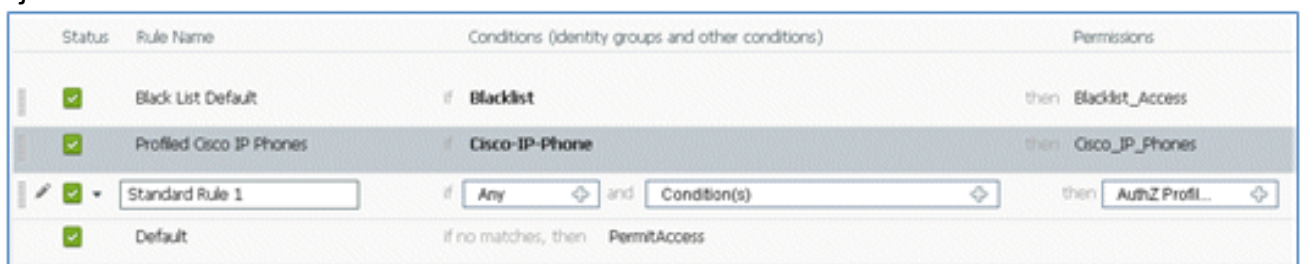 Status Rule Name Conditions (identity groups and other conditions) Permissions
Black List Default if Blacklist then Blacklist_Access
Profiled Cisco IP Phones if Cisco-IP-Phone then Cisco_IP_Phones
Standard Rule 1 if Any and Condition(s) then AuthZ Profil...
Default if no matches, then PermitAccess